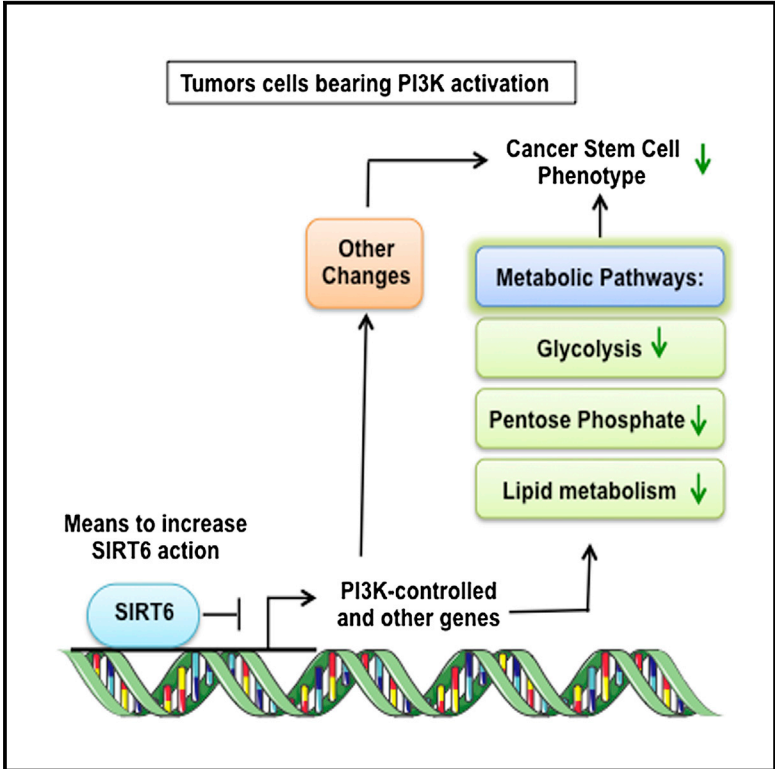 Tumors cells bearing PI3K activation
Cancer Stem Cell
Phenotype
Other
Changes
Metabolic Pathways:
Glycolysis
Pentose Phosphate
Lipid metabolism
Means to increase
SIRT6 action
SIRT6
PI3K-controlled
and other genes